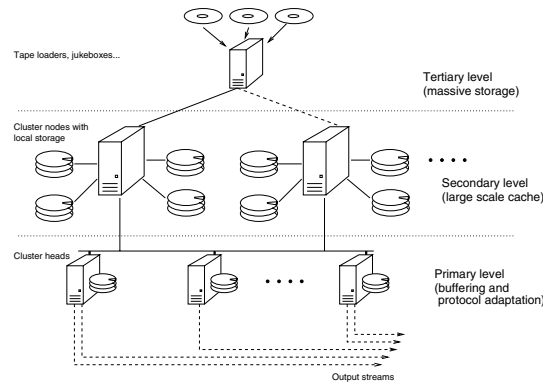 Tape loaders, jukeboxes...
Tertiary level
(massive storage)
Cluster nodes with
local storage
Secondary level
(large scale cache)
Cluster heads
Primary level
(buffering and
protocol adaptation)
Output streams